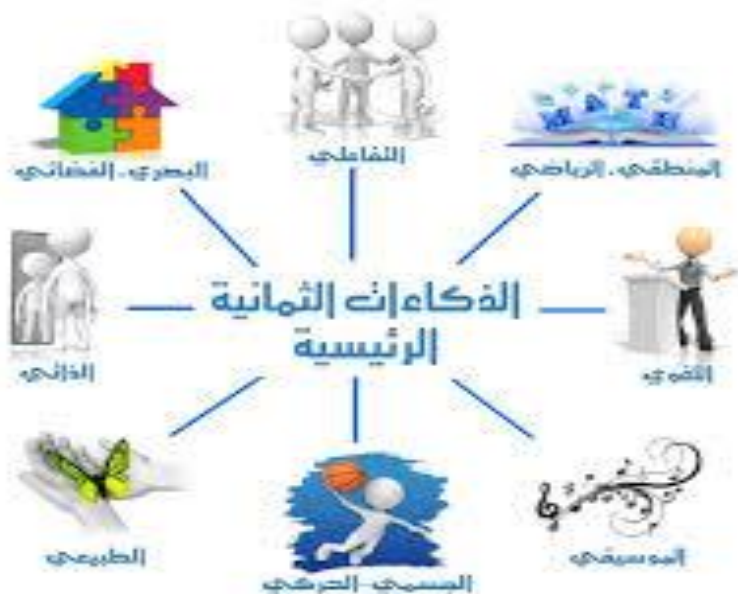 التفاعلي
المنطقي. الرياضي
البصري. الفضائي
الذكاءات الثمانية
الرئيسية
اللغوي
الذاتي
الموسيقي
الجسمي-الحركي
الطبيعي